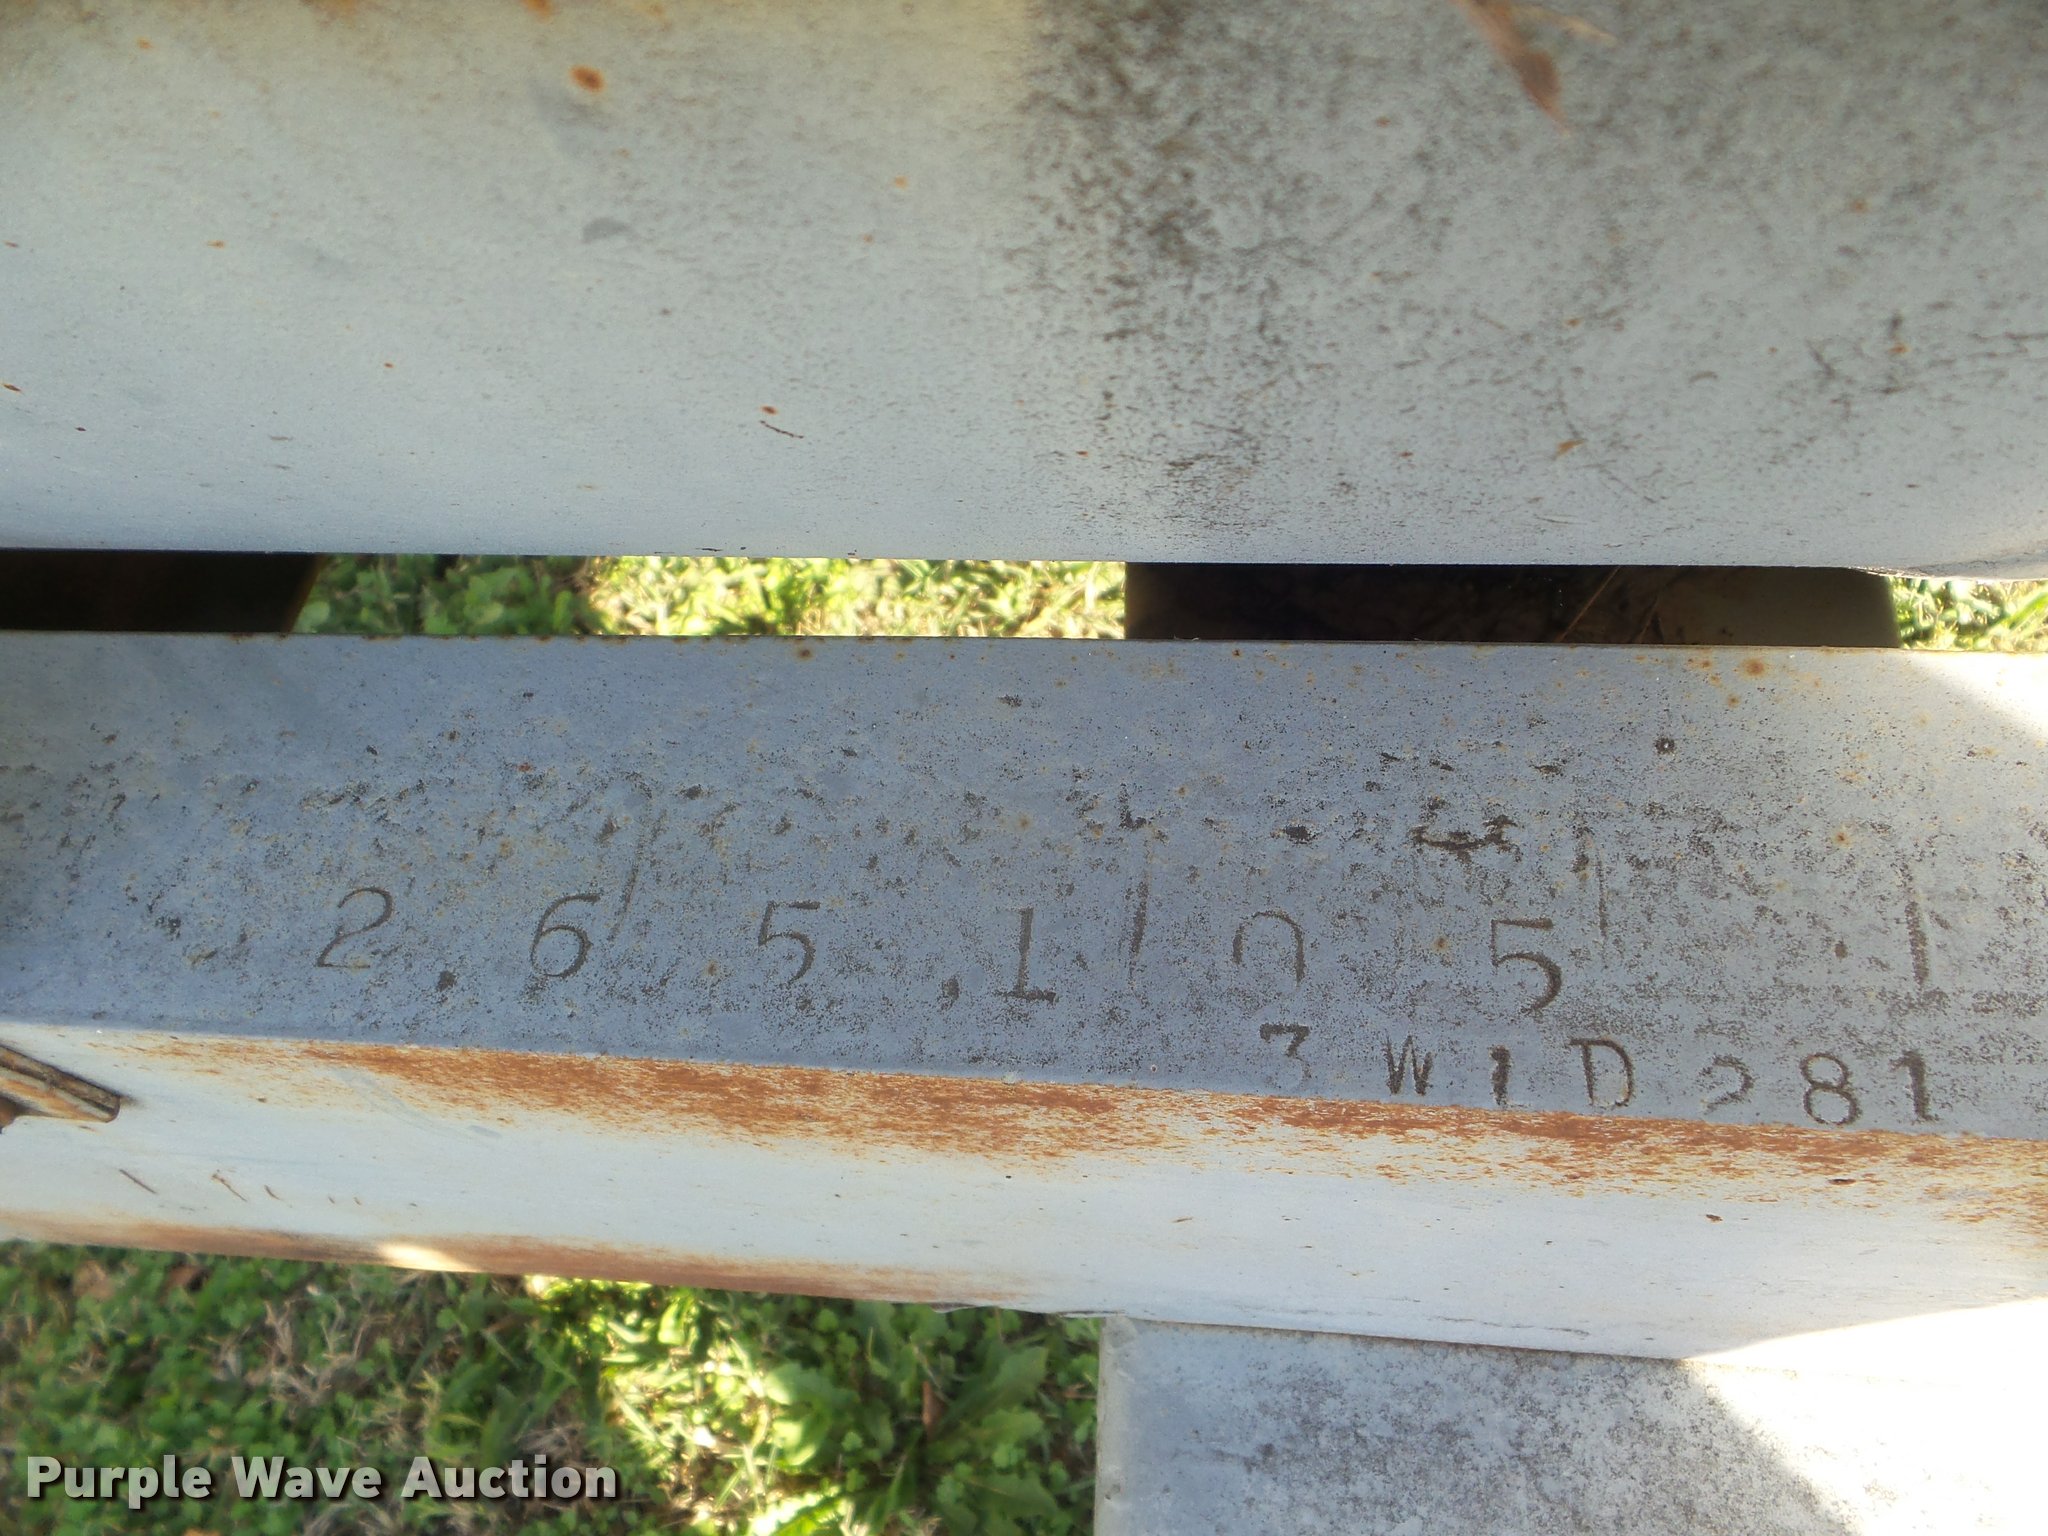 2 6 5 1 0 5
3 W 1 D 2 8 1
Purple Wave Auction